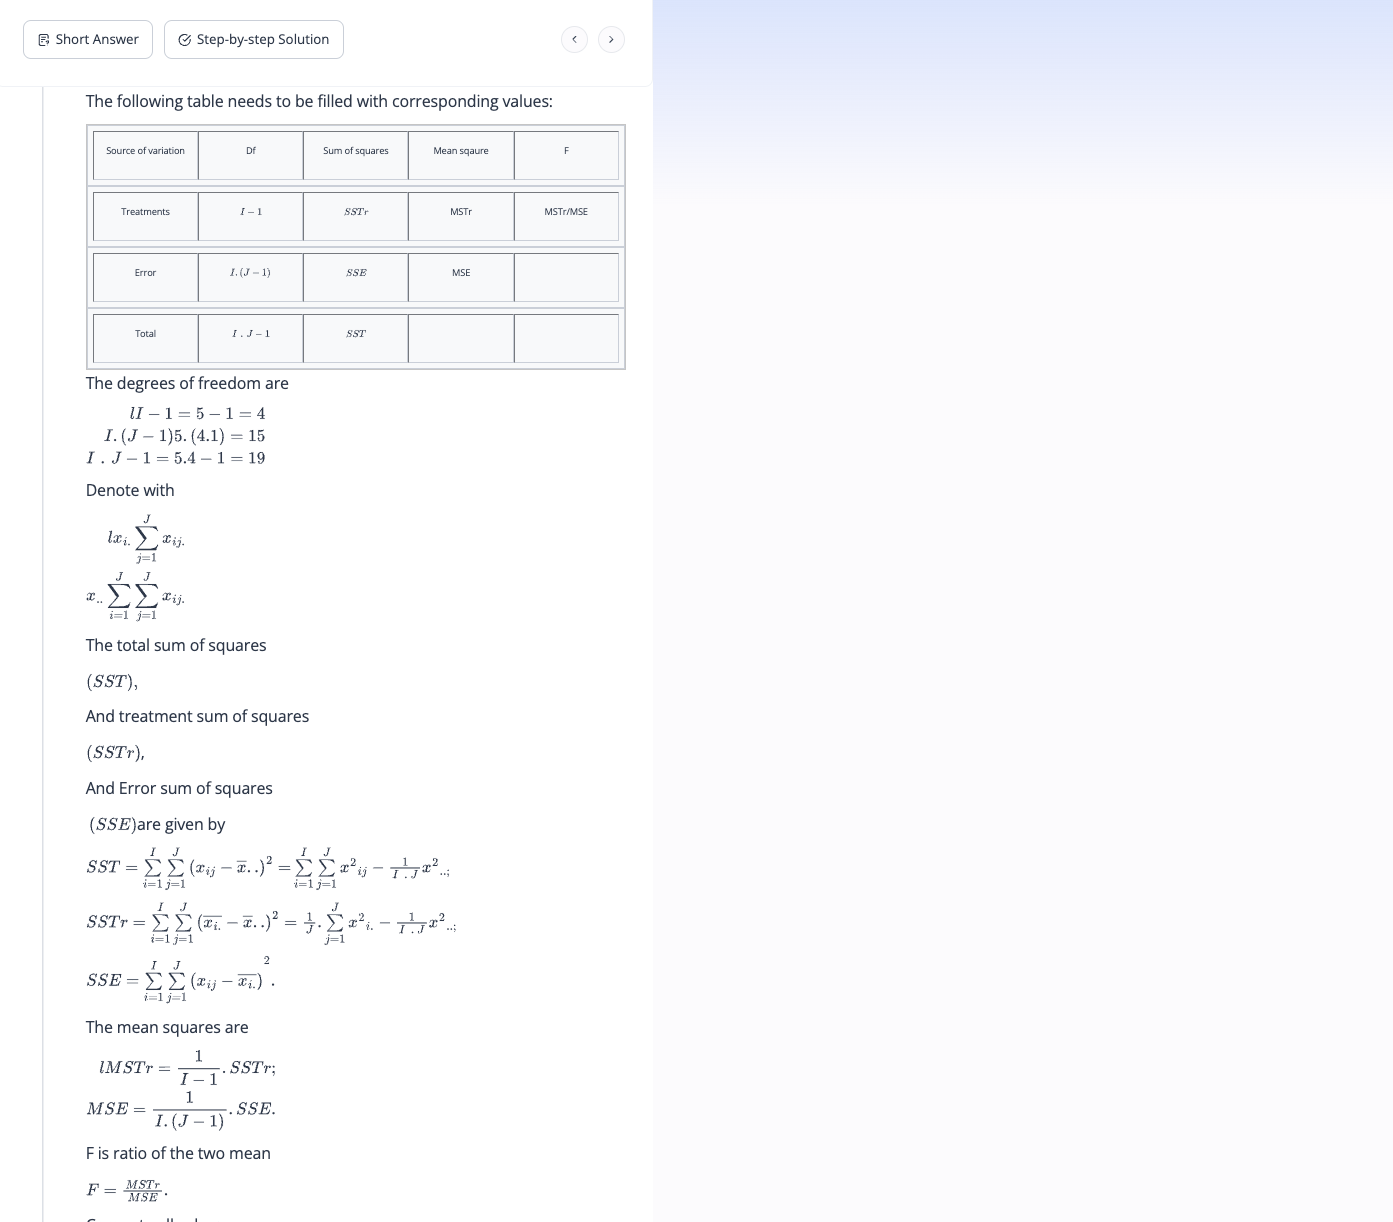 Short Answer
Step-by-step Solution
The following table needs to be filled with corresponding values:
Source of variation Df Sum of squares Mean sqaure F
Treatments I − 1 SSTr MSTr MSTr/MSE
Error I.(J − 1) SSE MSE
Total I . J − 1 SST
The degrees of freedom are
lI − 1 = 5 − 1 = 4
I.(J − 1)5.(4.1) = 15
I . J − 1 = 5.4 − 1 = 19
Denote with
lx_{i.} \sum_{j=1}^{J} x_{ij.}
x_{..} \sum_{i=1}^{J} \sum_{j=1}^{J} x_{ij.}
The total sum of squares
(SST),
And treatment sum of squares
(SSTr),
And Error sum of squares
(SSE)are given by
SST = \sum_{i=1}^{I} \sum_{j=1}^{J} (x_{ij} − \overline{x}..)^2 = \sum_{i=1}^{I} \sum_{j=1}^{J} x^2{}_{ij} − \frac{1}{I . J} x^2{}_{..;}
SSTr = \sum_{i=1}^{I} \sum_{j=1}^{J} (\overline{x_{i.}} − \overline{x}..)^2 = \frac{1}{J} . \sum_{j=1}^{J} x^2{}_{i.} − \frac{1}{I . J} x^2{}_{..;}
SSE = \sum_{i=1}^{I} \sum_{j=1}^{J} (x_{ij} − \overline{x_{i.}})^2.
The mean squares are
lMSTr = \frac{1}{I − 1} . SSTr;
MSE = \frac{1}{I.(J − 1)} . SSE.
F is ratio of the two mean
F = \frac{MSTr}{MSE}.